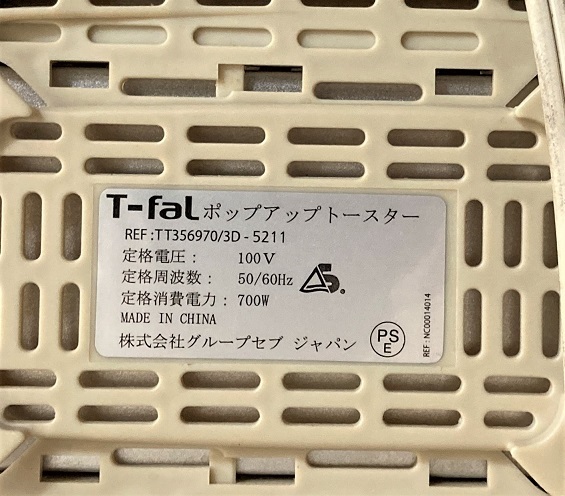 T-fal ポップアップトースター
REF:TT356970/3D-5211
定格電圧： 100V
定格周波数： 50/60Hz
定格消費電力：700W
MADE IN CHINA
株式会社グループセブ ジャパン
S
PS
E
REF : NC00014014